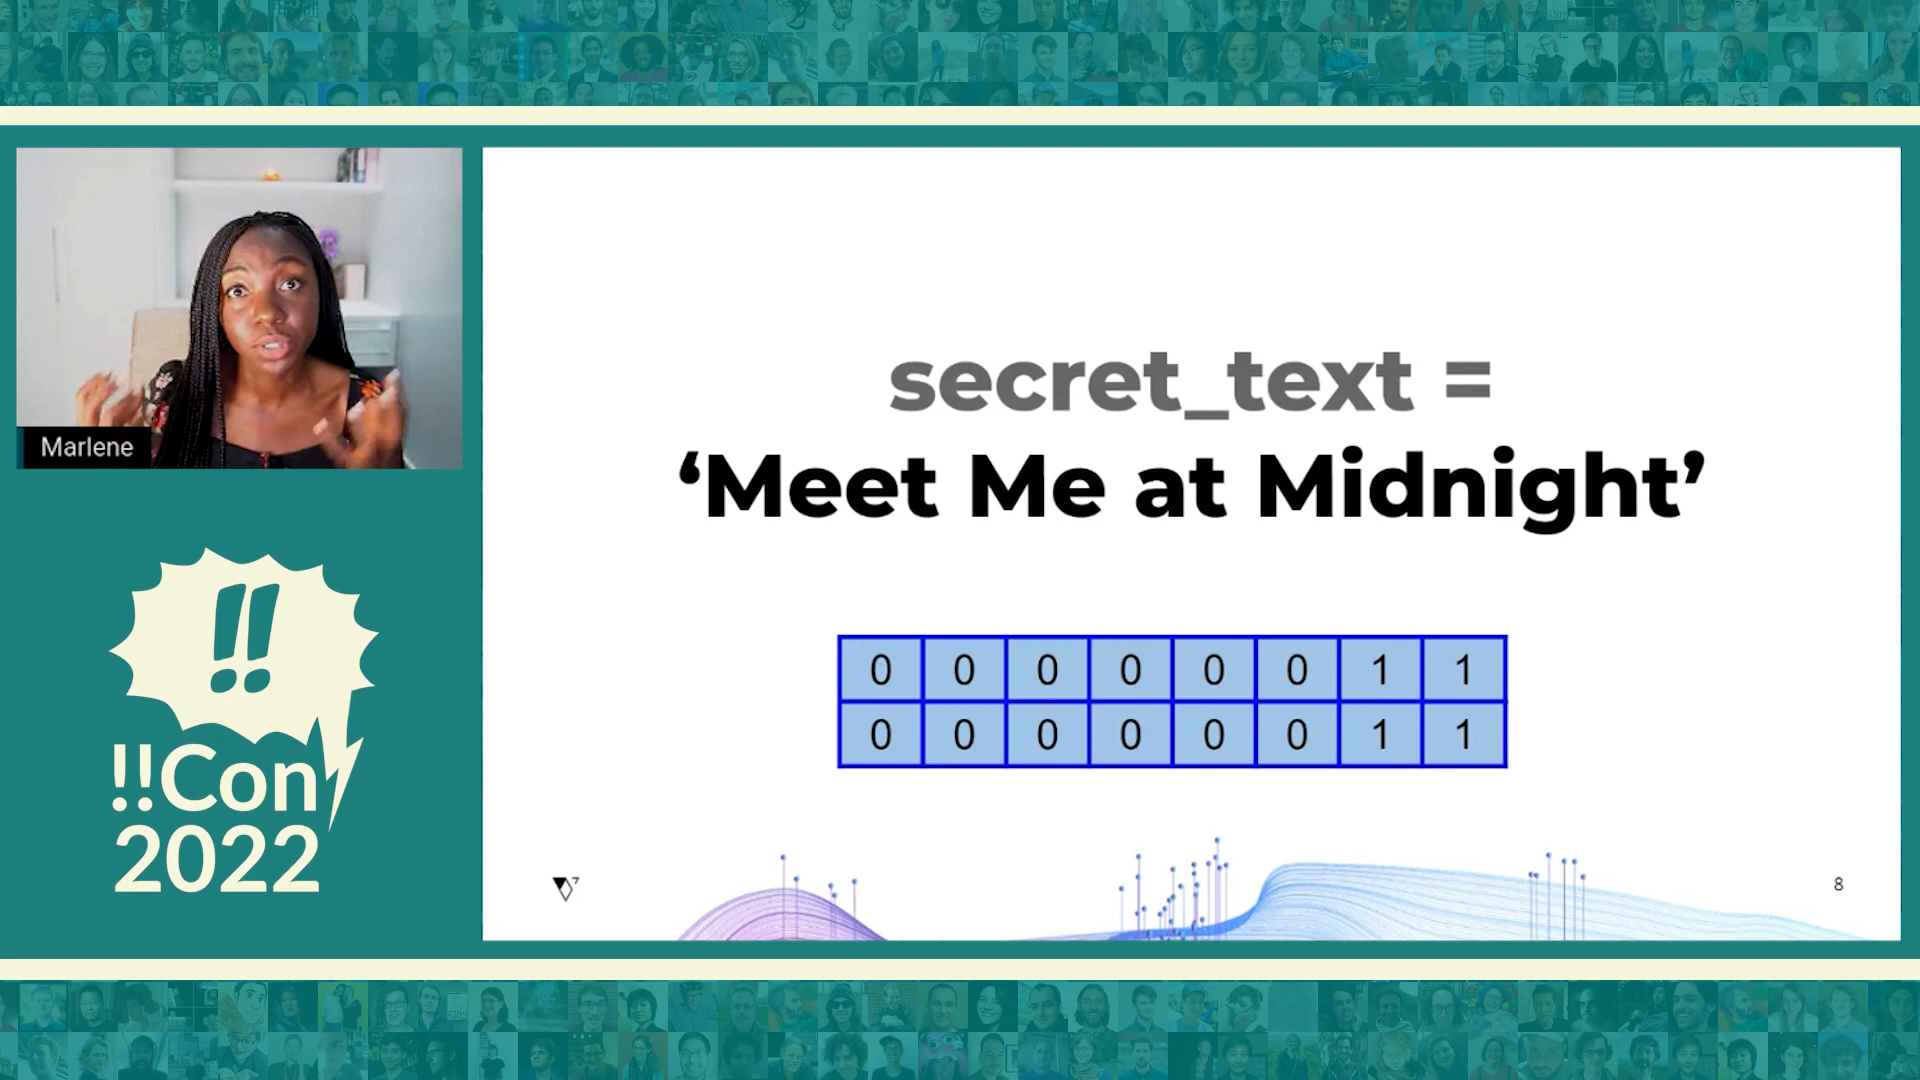 Marlene
!!
!!Con
2022
secret_text =
‘Meet Me at Midnight’
0 0 0 0 0 0 1 1
0 0 0 0 0 0 1 1
8